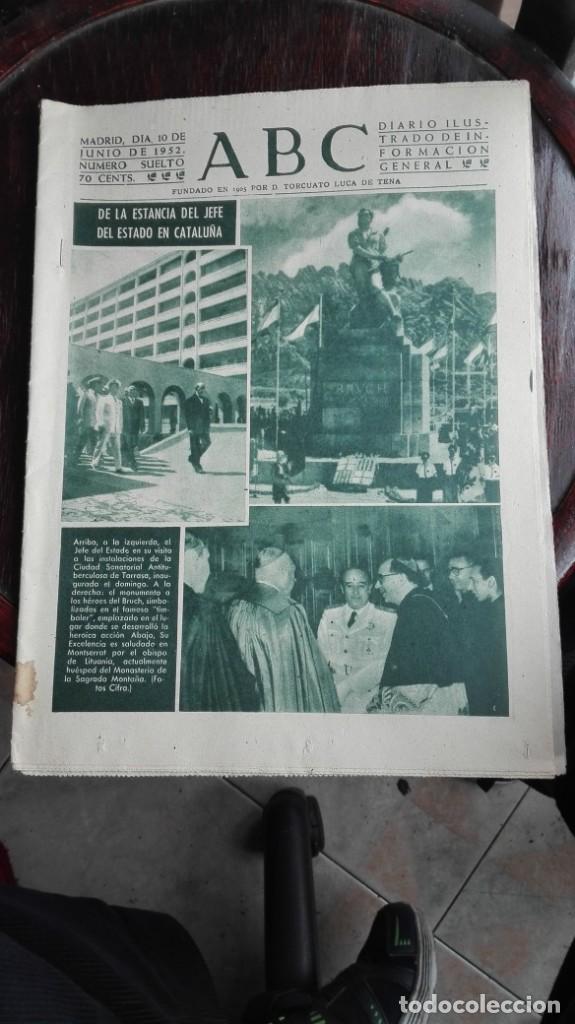 MADRID, DIA 10 DE
JUNIO DE 1952.
NUMERO SUELTO
70 CENTS.
ABC
DIARIO ILUS-
TRADO DE IN-
FORMACION
GENERAL
FUNDADO EN 1905 POR D. TORCUATO LUCA DE TENA
DE LA ESTANCIA DEL JEFE
DEL ESTADO EN CATALUÑA
BRVCH
Arriba, a la izquierda, el
Jefe del Estado en su visita
a las instalaciones de la
Ciudad Sanatorial Antitu-
berculosa de Tarrasa, inau-
gurada el domingo. A la
derecha: el monumento a
los héroes del Bruch, simbo-
lizados en el famoso "tim-
baler", emplazado en el lu-
gar donde se desarrolló la
heroica acción. Abajo, Su
Excelencia es saludado en
Montserrat por el obispo
de Lituania, actualmente
huésped del Monasterio de
la Sagrada Montaña. (Fo-
tos Cifra.)
todocoleccion